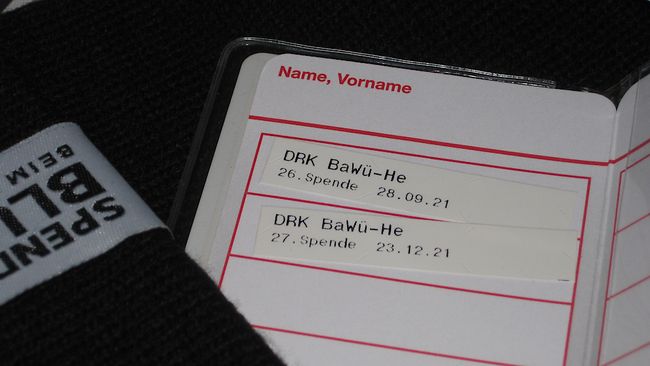 Name, Vorname
DRK BaWü-He
26.Spende 28.09.21
DRK BaWü-He
27.Spende 23.12.21
BEIM